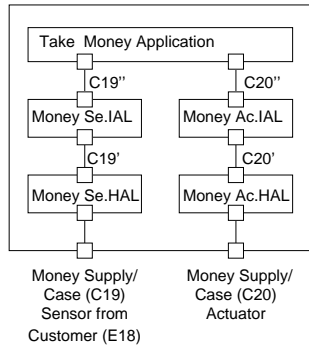 Take Money Application
C19'' C20''
Money Se.IAL Money Ac.IAL
C19' C20'
Money Se.HAL Money Ac.HAL
Money Supply/
Case (C19)
Sensor from
Customer (E18)
Money Supply/
Case (C20)
Actuator